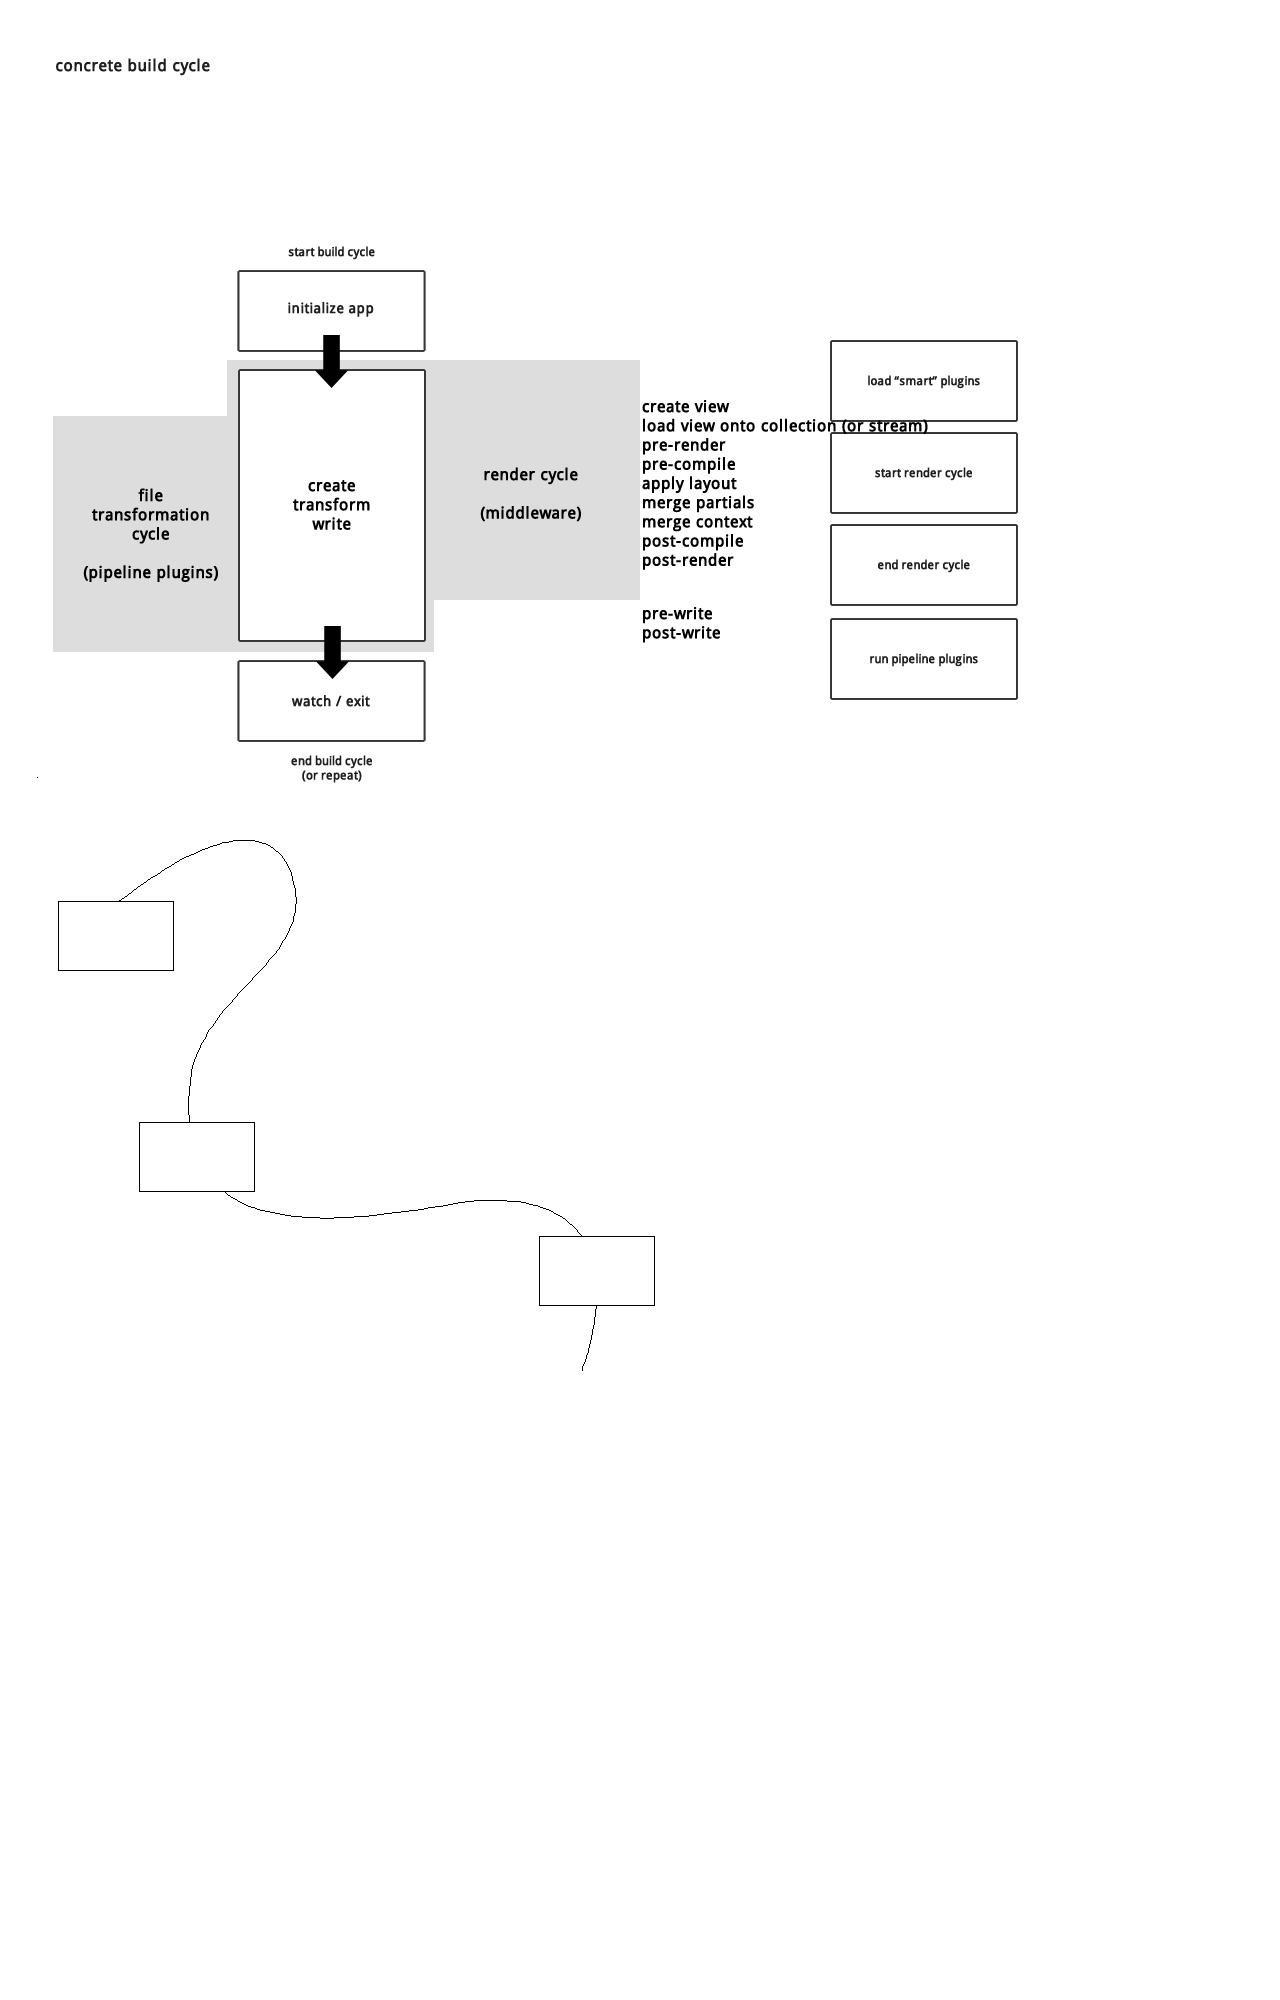 concrete build cycle
start build cycle
initialize app
file
transformation
cycle
(pipeline plugins)
create
transform
write
render cycle
(middleware)
watch / exit
end build cycle
(or repeat)
create view
load view onto collection (or stream)
pre-render
pre-compile
apply layout
merge partials
merge context
post-compile
post-render
pre-write
post-write
load “smart” plugins
start render cycle
end render cycle
run pipeline plugins